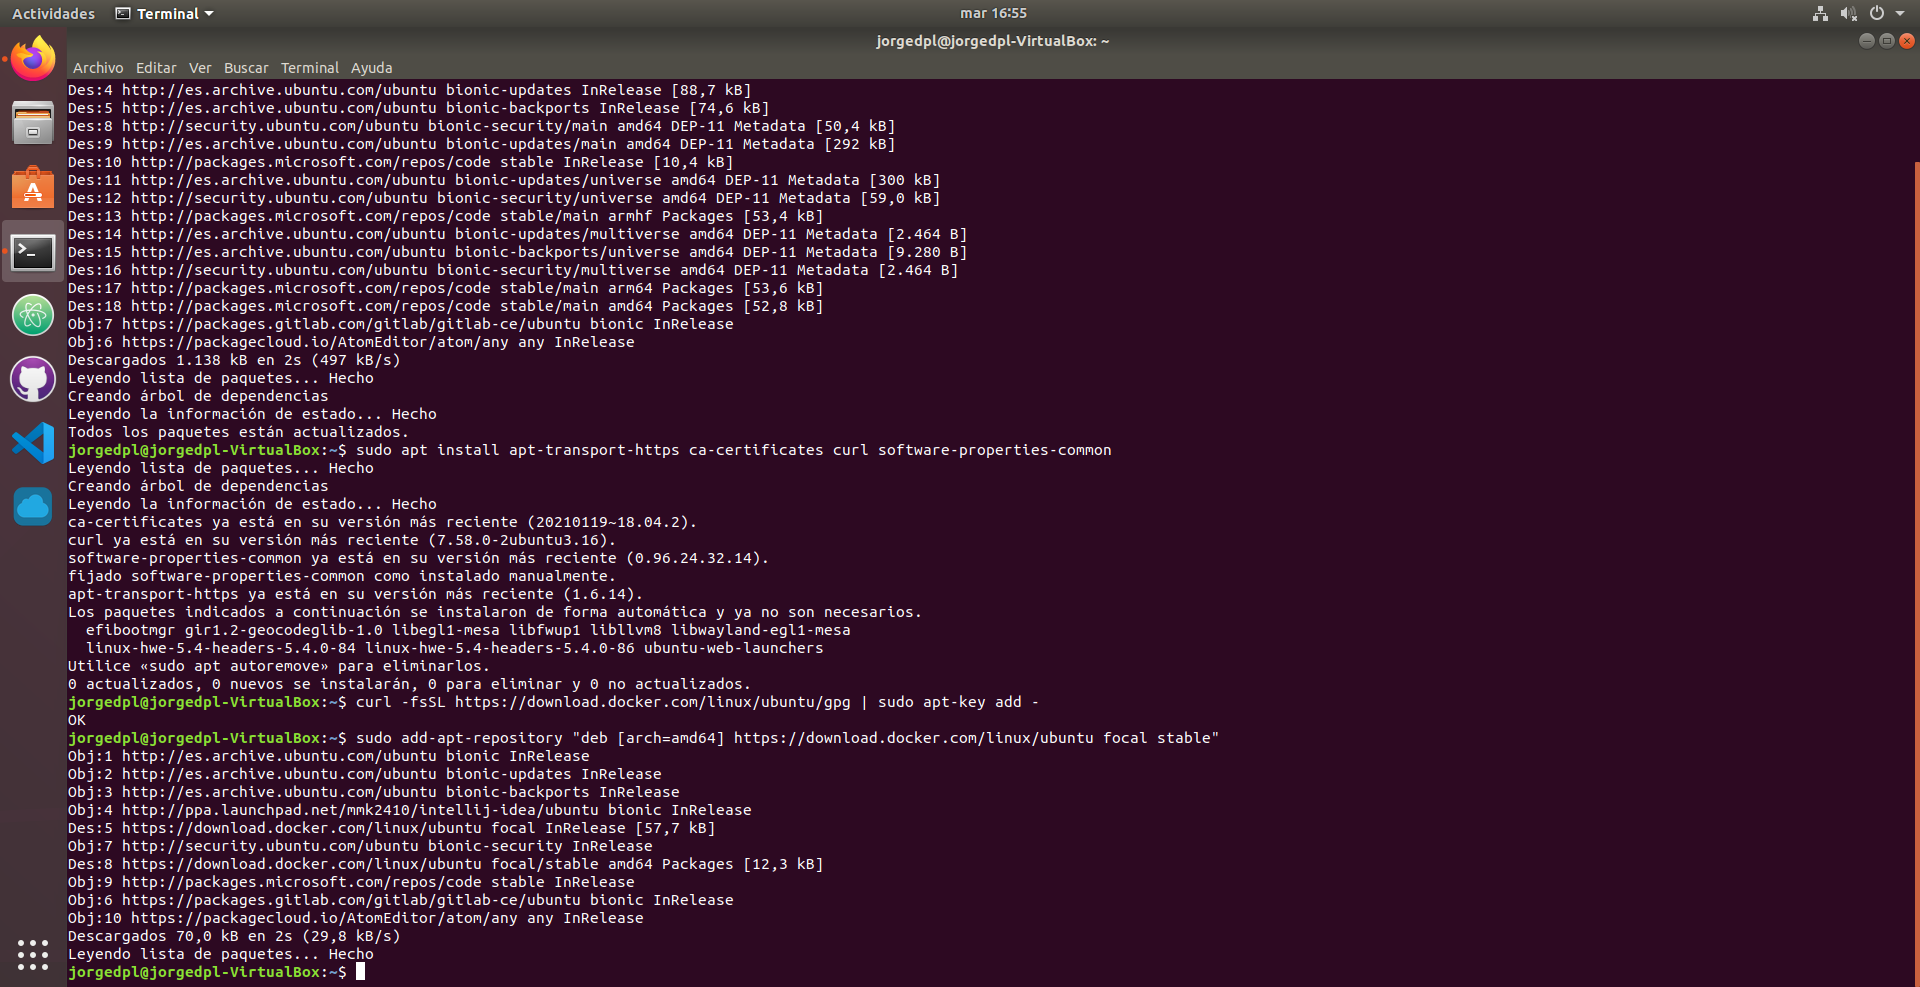 Actividades Terminal mar 16:55
jorgedpl@jorgedpl-VirtualBox: ~
Archivo Editar Ver Buscar Terminal Ayuda
Des:4 http://es.archive.ubuntu.com/ubuntu bionic-updates InRelease [88,7 kB]
Des:5 http://es.archive.ubuntu.com/ubuntu bionic-backports InRelease [74,6 kB]
Des:8 http://security.ubuntu.com/ubuntu bionic-security/main amd64 DEP-11 Metadata [50,4 kB]
Des:9 http://es.archive.ubuntu.com/ubuntu bionic-updates/main amd64 DEP-11 Metadata [292 kB]
Des:10 http://packages.microsoft.com/repos/code stable InRelease [10,4 kB]
Des:11 http://es.archive.ubuntu.com/ubuntu bionic-updates/universe amd64 DEP-11 Metadata [300 kB]
Des:12 http://security.ubuntu.com/ubuntu bionic-security/universe amd64 DEP-11 Metadata [59,0 kB]
Des:13 http://packages.microsoft.com/repos/code stable/main armhf Packages [53,4 kB]
Des:14 http://es.archive.ubuntu.com/ubuntu bionic-updates/multiverse amd64 DEP-11 Metadata [2.464 B]
Des:15 http://es.archive.ubuntu.com/ubuntu bionic-backports/universe amd64 DEP-11 Metadata [9.280 B]
Des:16 http://security.ubuntu.com/ubuntu bionic-security/multiverse amd64 DEP-11 Metadata [2.464 B]
Des:17 http://packages.microsoft.com/repos/code stable/main arm64 Packages [53,6 kB]
Des:18 http://packages.microsoft.com/repos/code stable/main amd64 Packages [52,8 kB]
Obj:7 https://packages.gitlab.com/gitlab/gitlab-ce/ubuntu bionic InRelease
Obj:6 https://packagecloud.io/AtomEditor/atom/any any InRelease
Descargados 1.138 kB en 2s (497 kB/s)
Leyendo lista de paquetes... Hecho
Creando árbol de dependencias
Leyendo la información de estado... Hecho
Todos los paquetes están actualizados.
jorgedpl@jorgedpl-VirtualBox:~$ sudo apt install apt-transport-https ca-certificates curl software-properties-common
Leyendo lista de paquetes... Hecho
Creando árbol de dependencias
Leyendo la información de estado... Hecho
ca-certificates ya está en su versión más reciente (20210119~18.04.2).
curl ya está en su versión más reciente (7.58.0-2ubuntu3.16).
software-properties-common ya está en su versión más reciente (0.96.24.32.14).
fijado software-properties-common como instalado manualmente.
apt-transport-https ya está en su versión más reciente (1.6.14).
Los paquetes indicados a continuación se instalaron de forma automática y ya no son necesarios.
efibootmgr gir1.2-geocodeglib-1.0 libegl1-mesa libfwup1 libllvm8 libwayland-egl1-mesa
linux-hwe-5.4-headers-5.4.0-84 linux-hwe-5.4-headers-5.4.0-86 ubuntu-web-launchers
Utilice «sudo apt autoremove» para eliminarlos.
0 actualizados, 0 nuevos se instalarán, 0 para eliminar y 0 no actualizados.
jorgedpl@jorgedpl-VirtualBox:~$ curl -fsSL https://download.docker.com/linux/ubuntu/gpg | sudo apt-key add -
OK
jorgedpl@jorgedpl-VirtualBox:~$ sudo add-apt-repository "deb [arch=amd64] https://download.docker.com/linux/ubuntu focal stable"
Obj:1 http://es.archive.ubuntu.com/ubuntu bionic InRelease
Obj:2 http://es.archive.ubuntu.com/ubuntu bionic-updates InRelease
Obj:3 http://es.archive.ubuntu.com/ubuntu bionic-backports InRelease
Obj:4 http://ppa.launchpad.net/mmk2410/intellij-idea/ubuntu bionic InRelease
Des:5 https://download.docker.com/linux/ubuntu focal InRelease [57,7 kB]
Obj:7 http://security.ubuntu.com/ubuntu bionic-security InRelease
Des:8 https://download.docker.com/linux/ubuntu focal/stable amd64 Packages [12,3 kB]
Obj:9 http://packages.microsoft.com/repos/code stable InRelease
Obj:6 https://packages.gitlab.com/gitlab/gitlab-ce/ubuntu bionic InRelease
Obj:10 https://packagecloud.io/AtomEditor/atom/any any InRelease
Descargados 70,0 kB en 2s (29,8 kB/s)
Leyendo lista de paquetes... Hecho
jorgedpl@jorgedpl-VirtualBox:~$